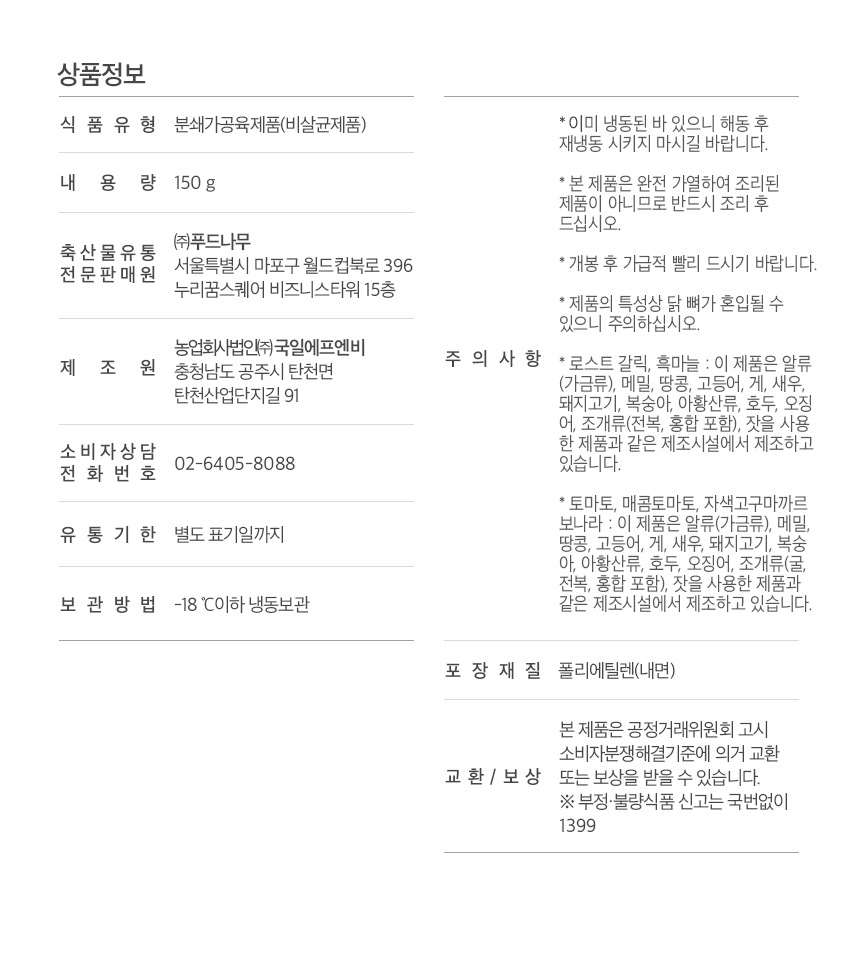 상품정보
식품유형 분쇄가공육제품(비살균제품)
내용량 150 g
축산물유통
전문판매원
㈜푸드나무
서울특별시 마포구 월드컵북로 396
누리꿈스퀘어 비즈니스타워 15층
제조원
농업회사법인㈜국일에프엔비
충청남도 공주시 탄천면
탄천산업단지길 91
소비자상담
전화번호
02-6405-8088
유통기한 별도 표기일까지
보관방법 -18 ℃이하 냉동보관
주의사항
* 이미 냉동된 바 있으니 해동 후
재냉동 시키지 마시길 바랍니다.
* 본 제품은 완전 가열하여 조리된
제품이 아니므로 반드시 조리 후
드십시오.
* 개봉 후 가급적 빨리 드시기 바랍니다.
* 제품의 특성상 닭 뼈가 혼입될 수
있으니 주의하십시오.
* 로스트 갈릭, 흑마늘 : 이 제품은 알류
(가금류), 메밀, 땅콩, 고등어, 게, 새우,
돼지고기, 복숭아, 아황산류, 호두, 오징
어, 조개류(전복, 홍합 포함), 잣을 사용
한 제품과 같은 제조시설에서 제조하고
있습니다.
* 토마토, 매콤토마토, 자색고구마까르
보나라 : 이 제품은 알류(가금류), 메밀,
땅콩, 고등어, 게, 새우, 돼지고기, 복숭
아, 아황산류, 호두, 오징어, 조개류(굴,
전복, 홍합 포함), 잣을 사용한 제품과
같은 제조시설에서 제조하고 있습니다.
포장재질 폴리에틸렌(내면)
교환/보상
본 제품은 공정거래위원회 고시
소비자분쟁해결기준에 의거 교환
또는 보상을 받을 수 있습니다.
※ 부정·불량식품 신고는 국번없이
1399